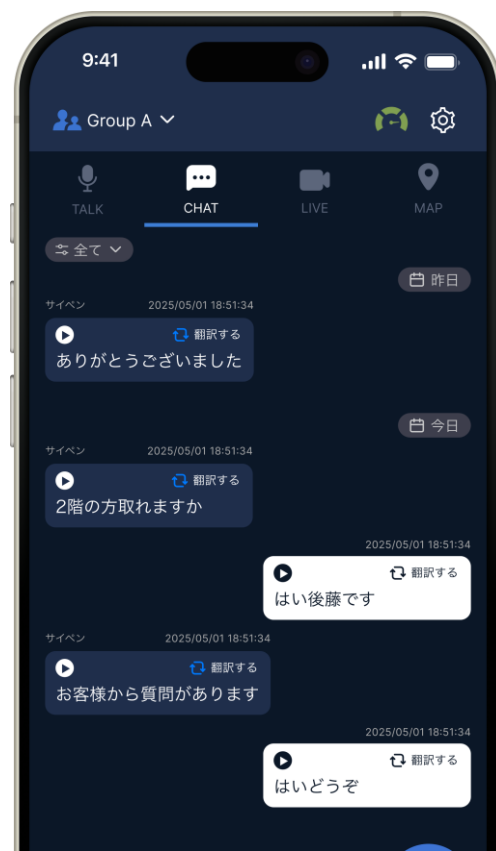 9:41
Group A
TALK
CHAT
LIVE
MAP
全て
昨日
サイペン 2025/05/01 18:51:34
翻訳する
ありがとうございました
今日
サイペン 2025/05/01 18:51:34
翻訳する
2階の方取れますか
2025/05/01 18:51:34
翻訳する
はい後藤です
サイペン 2025/05/01 18:51:34
翻訳する
お客様から質問があります
2025/05/01 18:51:34
翻訳する
はいどうぞ